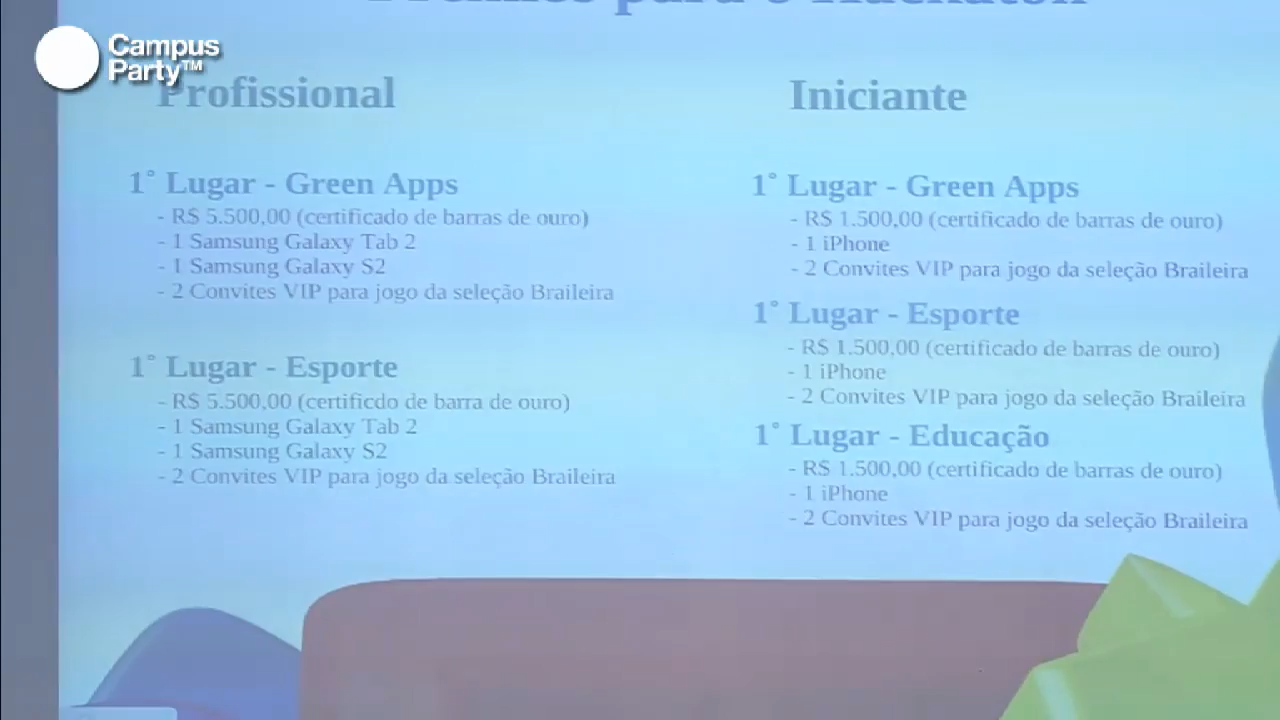 Prêmios para o Hackaton
Campus
Party™
Profissional
1° Lugar - Green Apps
- R$ 5.500,00 (certificado de barras de ouro)
- 1 Samsung Galaxy Tab 2
- 1 Samsung Galaxy S2
- 2 Convites VIP para jogo da seleção Braileira
1° Lugar - Esporte
- R$ 5.500,00 (certificdo de barra de ouro)
- 1 Samsung Galaxy Tab 2
- 1 Samsung Galaxy S2
- 2 Convites VIP para jogo da seleção Braileira
Iniciante
1° Lugar - Green Apps
- R$ 1.500,00 (certificado de barras de ouro)
- 1 iPhone
- 2 Convites VIP para jogo da seleção Braileira
1° Lugar - Esporte
- R$ 1.500,00 (certificado de barras de ouro)
- 1 iPhone
- 2 Convites VIP para jogo da seleção Braileira
1° Lugar - Educação
- R$ 1.500,00 (certificado de barras de ouro)
- 1 iPhone
- 2 Convites VIP para jogo da seleção Braileira